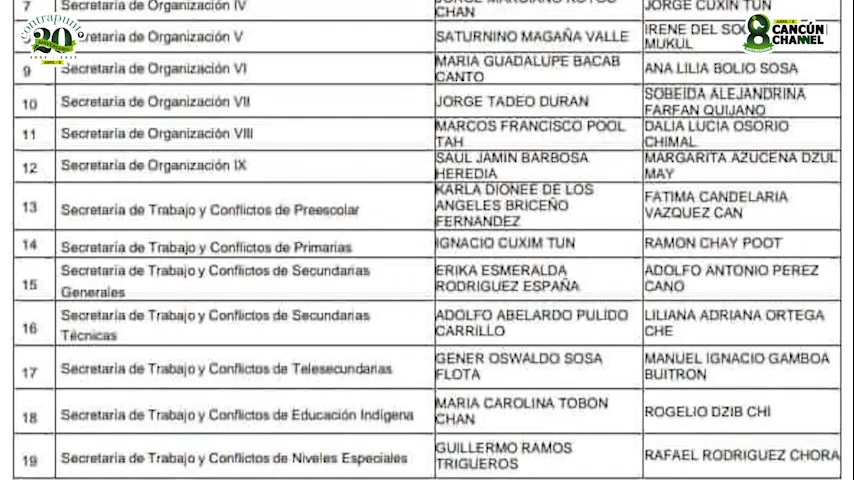 7 Secretaría de Organización IV JORGE MARCIANO KUYOC JORGE CUXIN TUN
CHAN
contrapunto
20
ANIVERSARIO
Secretaría de Organización V SATURNINO MAGAÑA VALLE IRENE DEL
MUKUL
8 CANCÚN
CHANNEL
9 Secretaría de Organización VI MARIA GUADALUPE BACAB ANA LILIA BOLIO SOSA
CANTO
10 Secretaría de Organización VII JORGE TADEO DURAN SOBEIDA ALEJANDRINA
FARFAN QUIJANO
11 Secretaría de Organización VIII MARCOS FRANCISCO POOL DALIA LUCIA OSORIO
TAH CHIMAL
12 Secretaría de Organización IX SAUL JAMIN BARBOSA MARGARITA AZUCENA DZUL
HEREDIA MAY
13 Secretaría de Trabajo y Conflictos de Preescolar KARLA DIONEE DE LOS FATIMA CANDELARIA
ANGELES BRICEÑO VAZQUEZ CAN
FERNANDEZ
14 Secretaría de Trabajo y Conflictos de Primarias IGNACIO CUXIM TUN RAMON CHAY POOT
15 Secretaría de Trabajo y Conflictos de Secundarias ERIKA ESMERALDA ADOLFO ANTONIO PEREZ
Generales RODRIGUEZ ESPAÑA CANO
16 Secretaría de Trabajo y Conflictos de Secundarias ADOLFO ABELARDO PULIDO LILIANA ADRIANA ORTEGA
Técnicas CARRILLO CHE
17 Secretaría de Trabajo y Conflictos de Telesecundarias GENER OSWALDO SOSA MANUEL IGNACIO GAMBOA
FLOTA BUITRON
18 Secretaría de Trabajo y Conflictos de Educación Indígena MARIA CAROLINA TOBON ROGELIO DZIB CHI
CHAN
19 Secretaría de Trabajo y Conflictos de Niveles Especiales GUILLERMO RAMOS RAFAEL RODRIGUEZ CHORA
TRIGUEROS